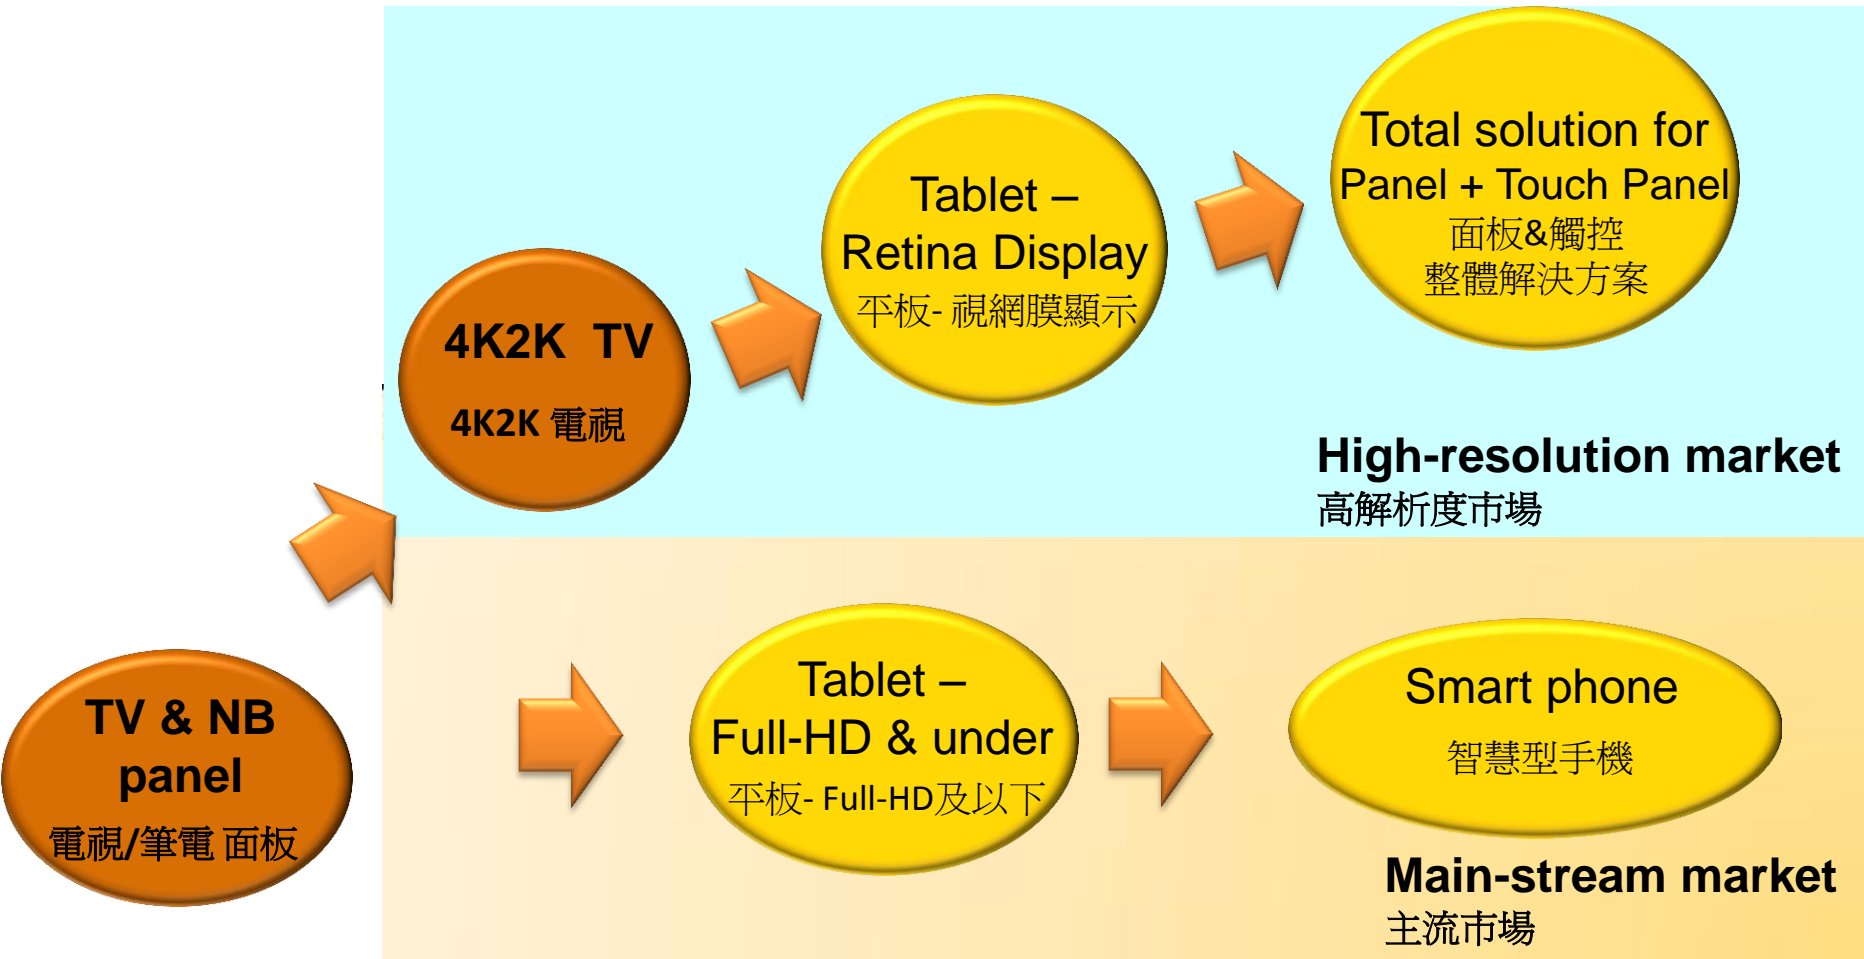 Total solution for
Panel + Touch Panel
面板&觸控
整體解決方案
Tablet –
Retina Display
平板- 視網膜顯示
4K2K TV
4K2K 電視
High-resolution market
高解析度市場
TV & NB
panel
電視/筆電 面板
Tablet –
Full-HD & under
平板- Full-HD及以下
Smart phone
智慧型手機
Main-stream market
主流市場